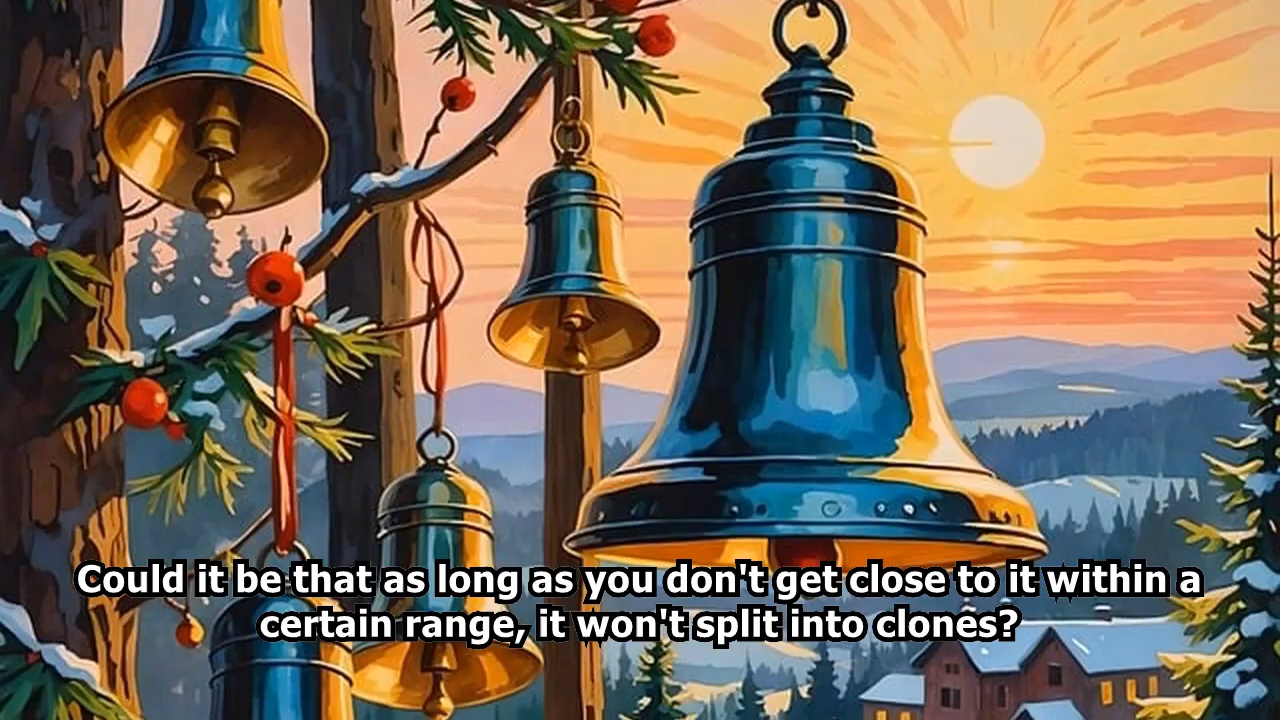 Could it be that as long as you don't get close to it within a
certain range, it won't split into clones?